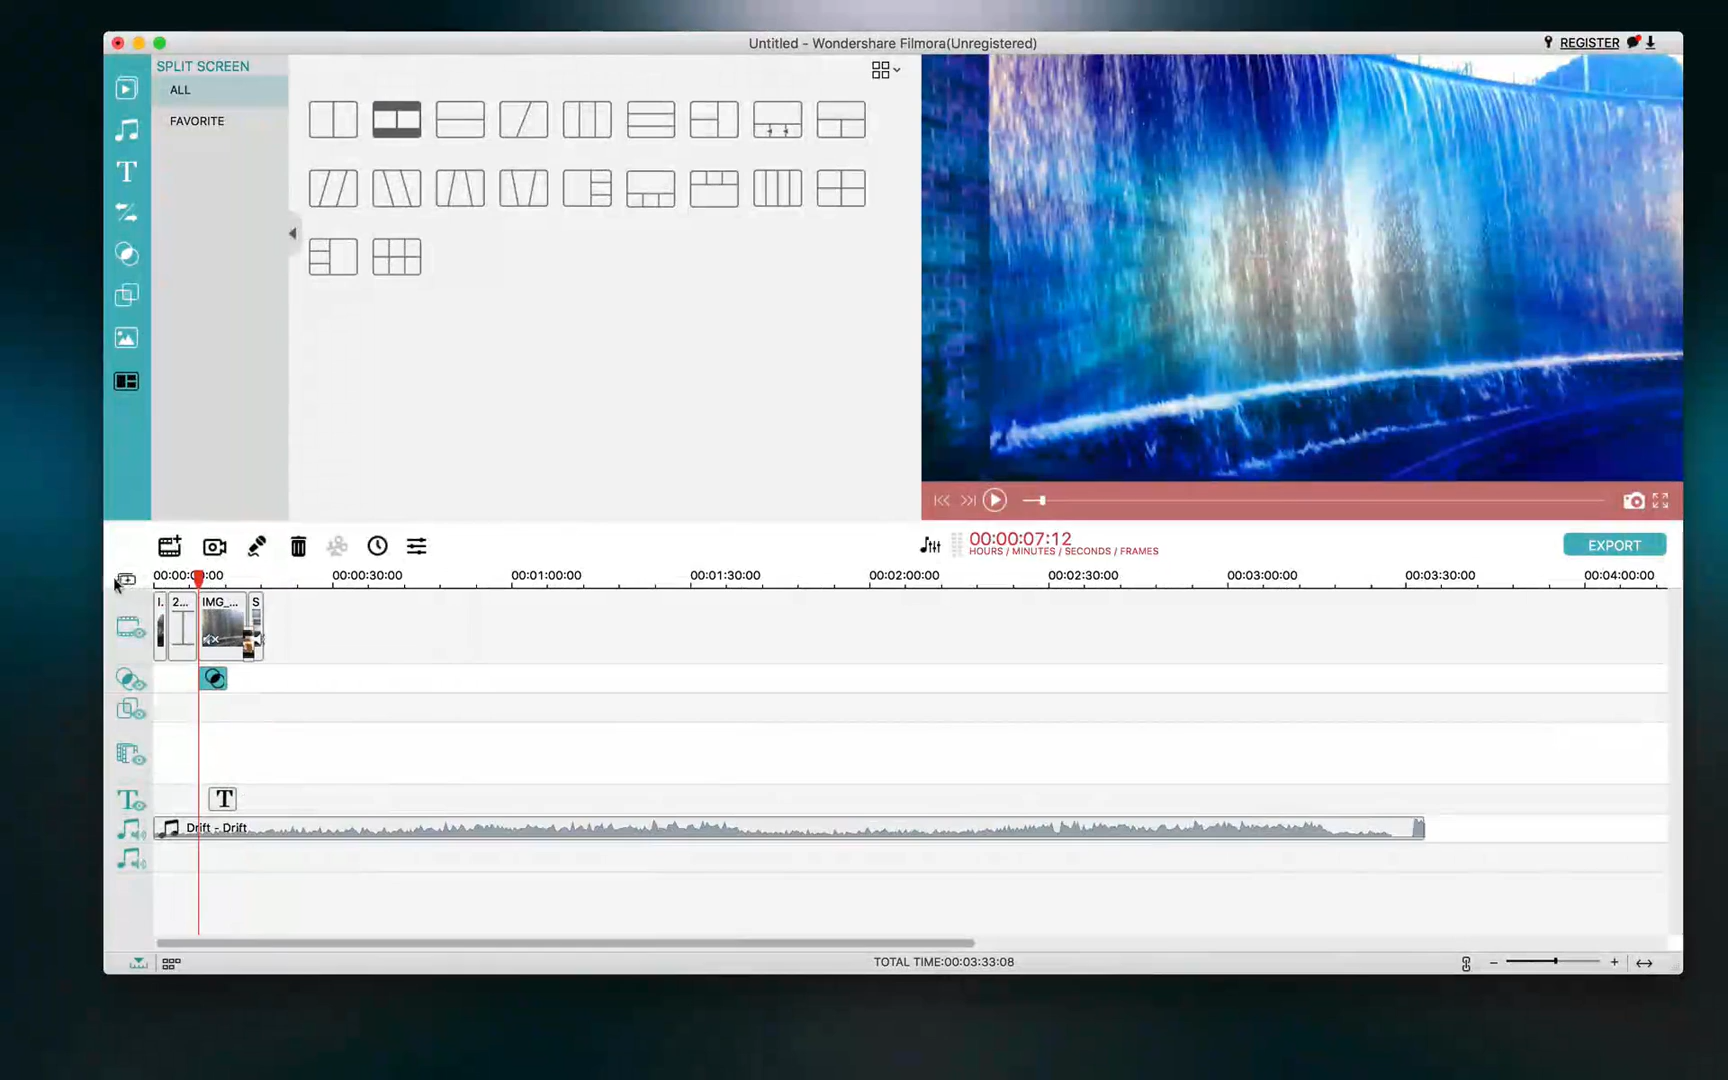 Untitled - Wondershare Filmora(Unregistered)
REGISTER
SPLIT SCREEN
ALL
FAVORITE
00:00:07:12
HOURS / MINUTES / SECONDS / FRAMES
EXPORT
00:00:30:00
00:01:00:00
00:01:30:00
00:02:00:00
00:02:30:00
00:03:00:00
00:03:30:00
00:04:00:00
2...
IMG_...
S
T
Drift - Drift
TOTAL TIME:00:03:33:08